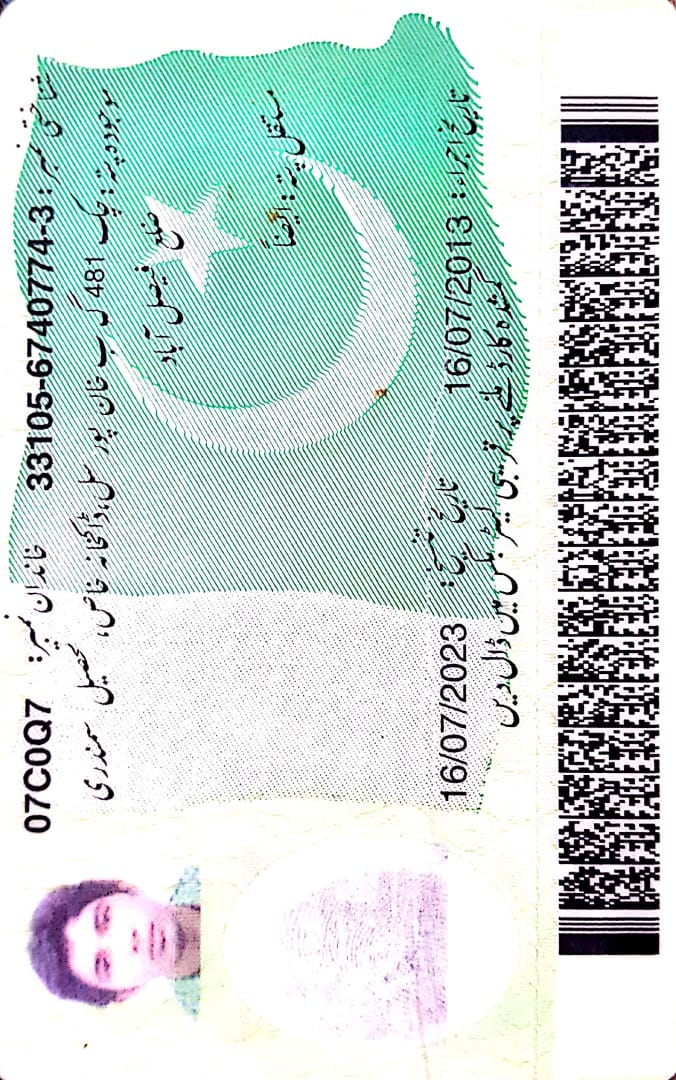 شناختی نمبر: 33105-6740774-3 خاندان نمبر: 07C0Q7
موجودہ پتہ: چک 481 گ ب خان پور سل، ڈاکخانہ خاص، تحصیل سمندری
ضلع فیصل آباد
مستقل پتہ: ایضاً
تاریخ اجراء: 16/07/2013 تاریخ تنسیخ: 16/07/2023
گمشدہ کارڈ ملنے پر قریبی لیٹر بکس میں ڈال دیں